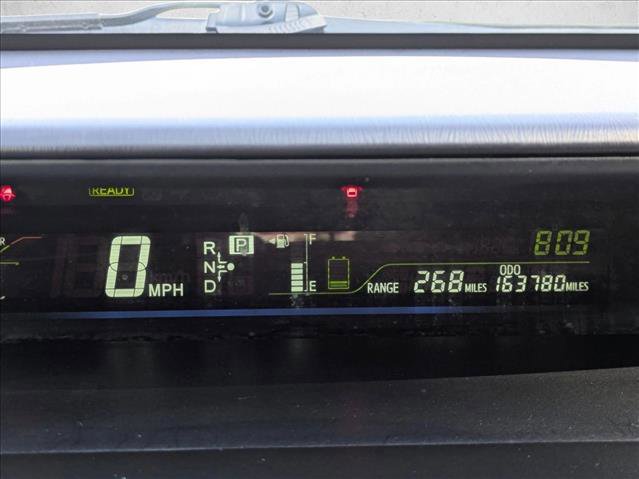 READY
809
R
P
F
N
D
E
0 MPH
RANGE 268 MILES
ODO
163780 MILES